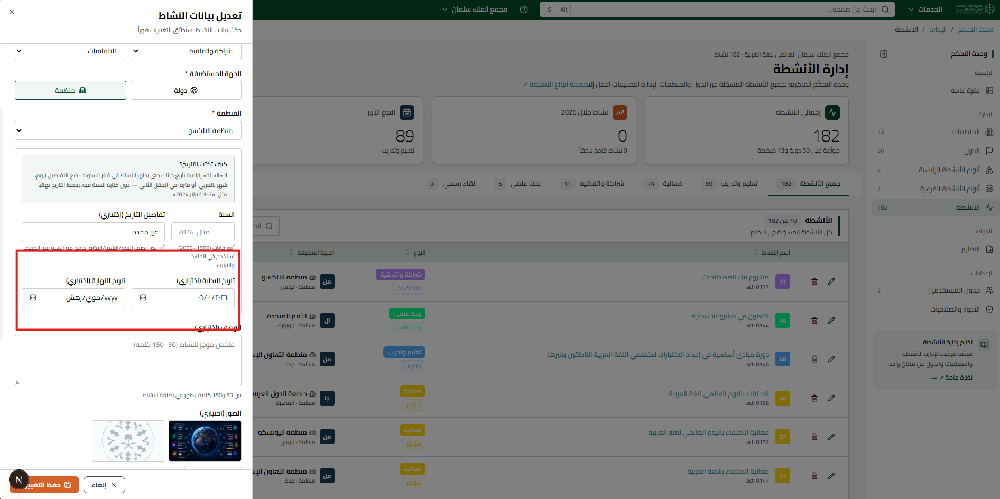 الخدمات
ابحث عن صفحة...
Alt
S
مجمع الملك سلمان
وحدة التحكم / الإدارة / الأنشطة
وحدة التحكم
الرئيسية
نظرة عامة
الإدارة
المنظمات 13
الدول 50
أنواع الأنشطة الرئيسية 5
أنواع الأنشطة الفرعية 7
الأنشطة 182
الأدوات
التقارير
الإعدادات
جدول المستخدمين 2
الأدوار والصلاحيات
نظام إدارة الأنشطة
منصّة موحّدة لإدارة الأنشطة
والمنظمات والدول من مكان واحد.
نظرة عامة ↗ →
مجمع الملك سلمان العالمي للغة العربية · 182 نشاط
إدارة الأنشطة
وحدة التحكّم المركزية لجميع الأنشطة المسجّلة عبر الدول والمنظمات. لإدارة التصنيفات انتقل إلىصفحة أنواع الأنشطة ↗
إجمالي الأنشطة
182
موزّعة على 50 دولة و13 منظمة
نشاط خلال 2026
0
0 نشاط قادم لاحقاً
النوع الأبرز
89
تعليم وتدريب
جميع الأنشطة 182
تعليم وتدريب 89
فعالية 74
شراكة واتفاقية 11
بحث علمي 5
لقاء رسمي 3
الأنشطة 10 من 182
كل الأنشطة المسجّلة في النظام
ابحـ
اسم النشاط
النوع
الجهة المضيفة
77
مشروع بنك المصطلحات
act-0177
شراكة واتفاقية
الاتفاقيات
من
منظمة الإلكسو
منظمة · تونس
44
التعاون في مشروعات بحثية
act-0144
بحث علمي
بحث علمي
ال
الأمم المتحدة
منظمة · نيويورك
46
دورة مبادئ أساسية في إعداد الاختبارات لمتعلمي اللغة العربية الناطقين بغيرها
act-0146
تعليم وتدريب
التدريب
من
منظمة التعاون الإس
منظمة · جدة
66
الاحتفاء باليوم العالمي للغة العربية
act-0166
فعالية
مؤتمر
جا
جامعة الدول العربية
منظمة · القاهرة
57
فعالية الاحتفاء باليوم العالمي للغة العربية
act-0157
فعالية
مؤتمر
من
منظمة اليونسكو
منظمة · باريس
47
فعالية الاحتفاء باللغة العربية
act-0147
فعالية
مؤتمر
من
منظمة التعاون الإس
منظمة · جدة
تعديل بيانات النشاط
حدّث بيانات النشاط. ستُطبَّق التغييرات فوراً.
شراكة واتفاقية
الاتفاقيات
الجهة المستضيفة *
دولة
منظمة
المنظمة *
منظمة الإلكسو
كيف تكتب التاريخ؟
الـ«السنة» إلزامية بأربع خانات حتى يظهر النشاط في فلتر السنوات. ضع التفاصيل (يوم،
شهر بالعربي، أو فترة) في الحقل الثاني — دون كتابة السنة فيه. يُحفظ التاريخ نهائياً
مثل: «2-3 فبراير 2024».
السنة
مثال: 2024
أربع خانات (1900–2099).
تُستخدم في الفلترة
والترتيب.
تفاصيل التاريخ (اختياري)
غير محدد
أيّ نصّ يصف اليوم/الشهر/الفترة. يُدمج مع السنة عند الحفظ.
تاريخ البداية (اختياري)
٠٦/٠١/٢٠٢٦
تاريخ النهاية (اختياري)
yyyy/موي/رهش
الوصف (اختياري)
ملخّص موجز للنشاط (50–150 كلمة).
بين 50 و150 كلمة. يظهر في بطاقة النشاط.
الصور (اختياري)
إلغاء
حفظ التغيير
N